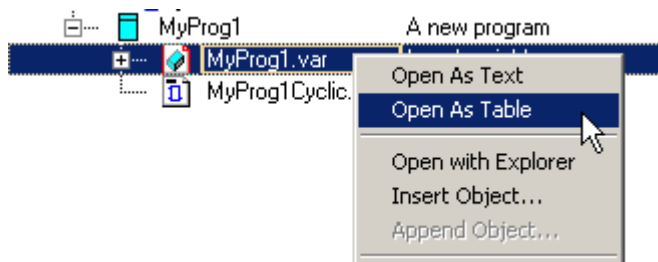 MyProg1 A new program
MyProg1.var
Open As Text
MyProg1Cyclic.
Open As Table
Open with Explorer
Insert Object...
Append Object...